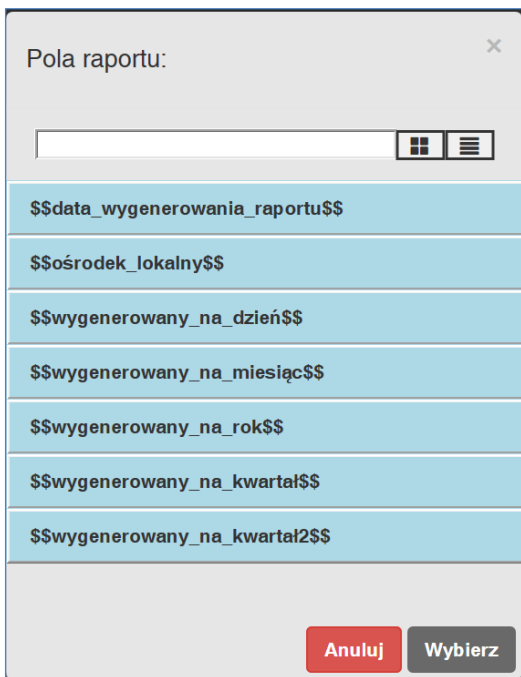 Pola raportu:
×
$$data_wygenerowania_raportu$$
$$ośrodek_lokalny$$
$$wygenerowany_na_dzień$$
$$wygenerowany_na_miesiąc$$
$$wygenerowany_na_rok$$
$$wygenerowany_na_kwartał$$
$$wygenerowany_na_kwartał2$$
Anuluj Wybierz